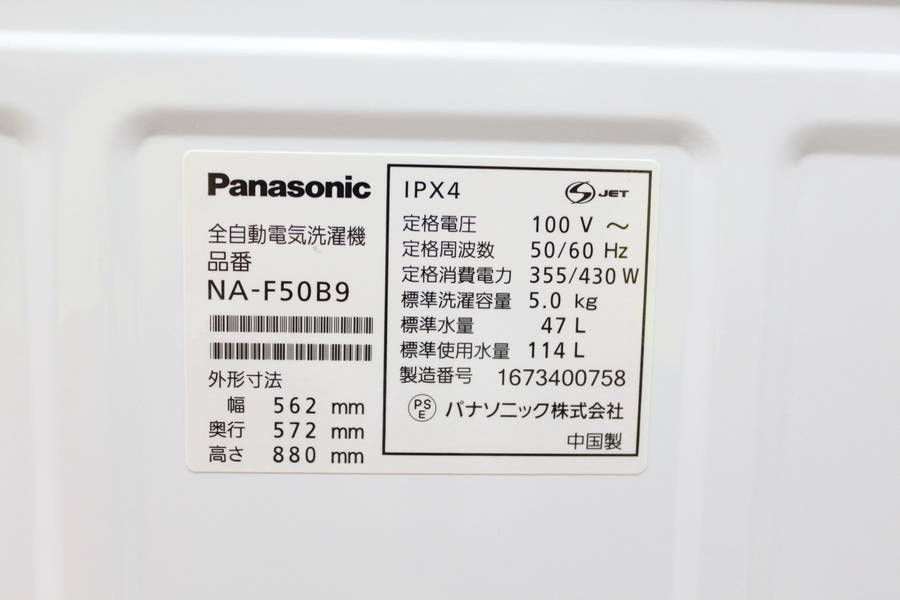 Panasonic
全自動電気洗濯機
品番
NA-F50B9
外形寸法
幅 562 mm
奥行 572 mm
高さ 880 mm
IPX4 S JET
定格電圧 100 V ～
定格周波数 50/60 Hz
定格消費電力 355/430 W
標準洗濯容量 5.0 kg
標準水量 47 L
標準使用水量 114 L
製造番号 1673400758
PS E パナソニック株式会社
中国製